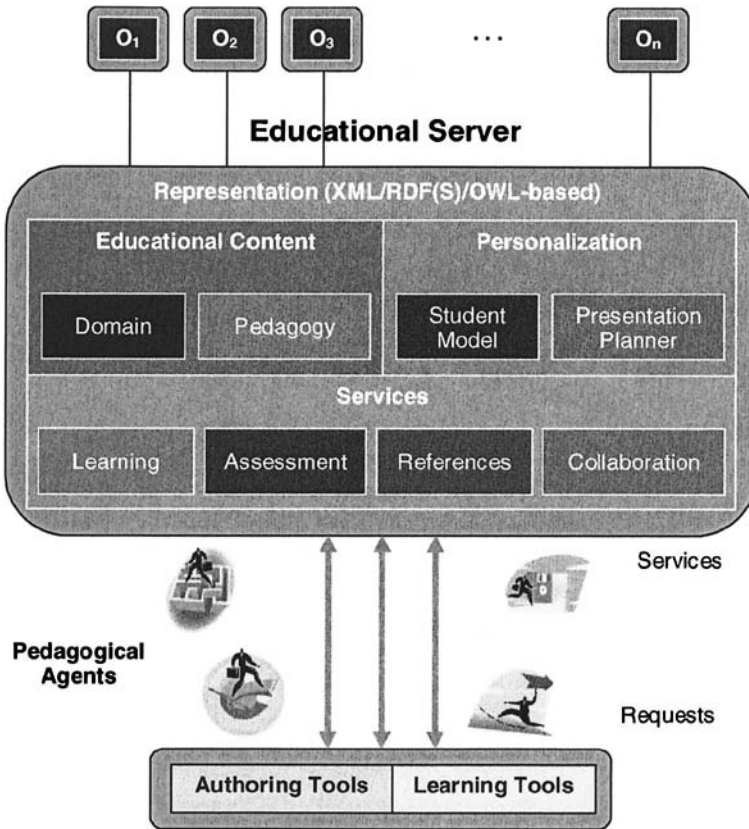 O1 O2 O3 ... On
Educational Server
Representation (XML/RDF(S)/OWL-based)
Educational Content
Personalization
Domain
Pedagogy
Student
Model
Presentation
Planner
Services
Learning
Assessment
References
Collaboration
Services
Pedagogical
Agents
Requests
Authoring Tools
Learning Tools